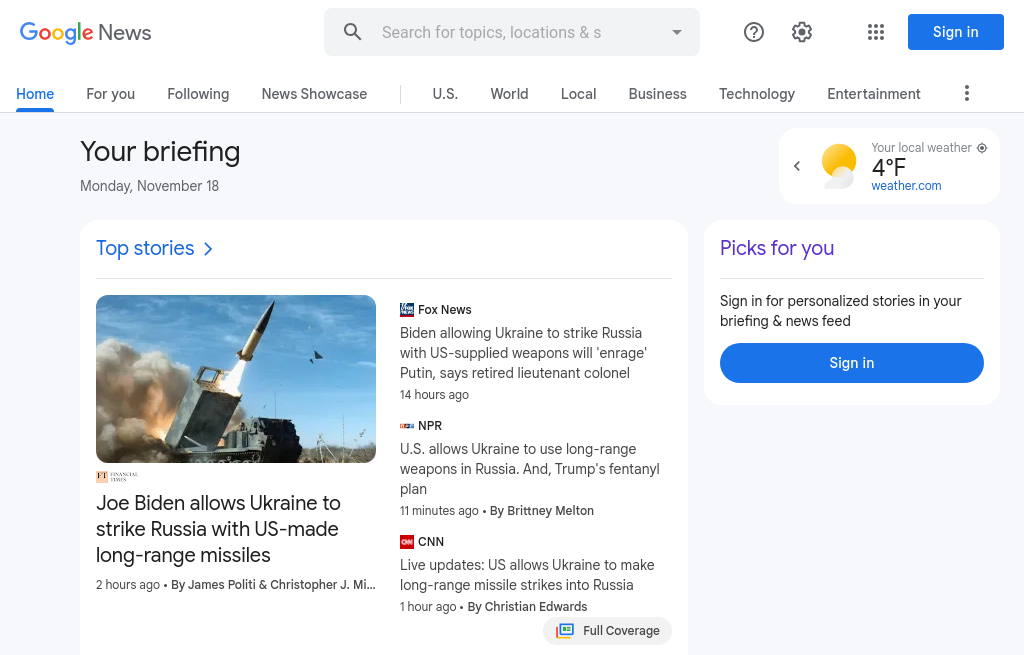 Google News
Search for topics, locations & s
Sign in
Home
For you
Following
News Showcase
U.S.
World
Local
Business
Technology
Entertainment
Your briefing
Monday, November 18
Your local weather
4°F
weather.com
Top stories
Picks for you
Sign in for personalized stories in your
briefing & news feed
Sign in
FT FINANCIAL
TIMES
Joe Biden allows Ukraine to
strike Russia with US-made
long-range missiles
2 hours ago • By James Politi & Christopher J. Mi...
Fox News
Biden allowing Ukraine to strike Russia
with US-supplied weapons will 'enrage'
Putin, says retired lieutenant colonel
14 hours ago
NPR
U.S. allows Ukraine to use long-range
weapons in Russia. And, Trump's fentanyl
plan
11 minutes ago • By Brittney Melton
CNN
CNN
Live updates: US allows Ukraine to make
long-range missile strikes into Russia
1 hour ago • By Christian Edwards
Full Coverage